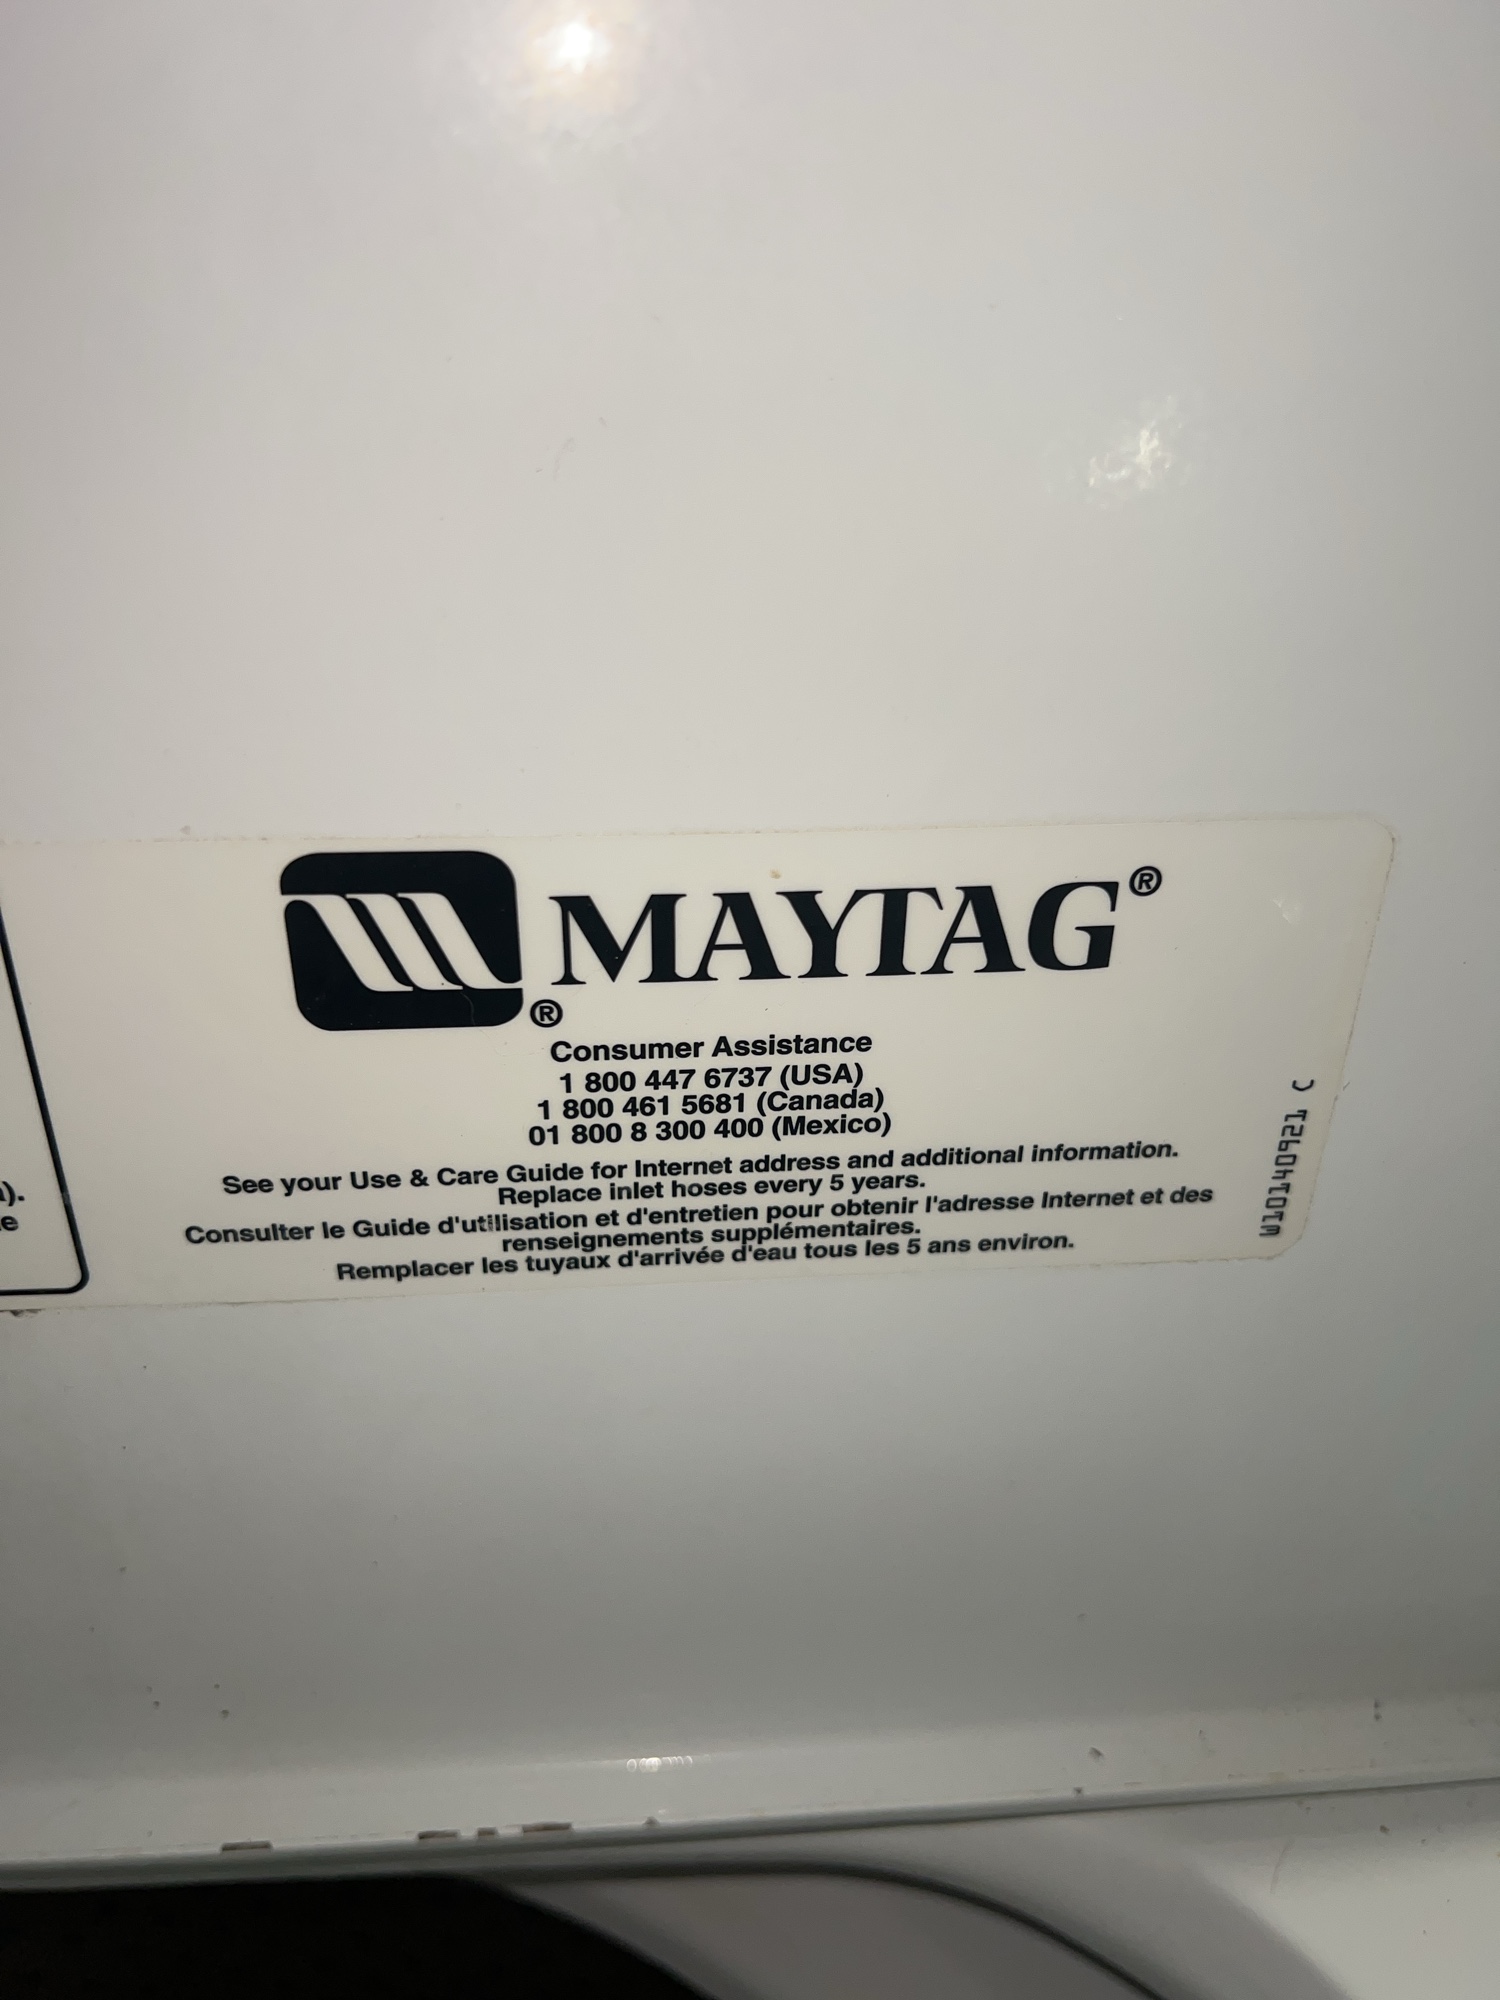 MAYTAG®
®
Consumer Assistance
1 800 447 6737 (USA)
1 800 461 5681 (Canada)
01 800 8 300 400 (Mexico)
See your Use & Care Guide for Internet address and additional information.
Replace inlet hoses every 5 years.
Consulter le Guide d'utilisation et d'entretien pour obtenir l'adresse Internet et des
renseignements supplémentaires.
Remplacer les tuyaux d'arrivée d'eau tous les 5 ans environ.
W10140921 C
).
e